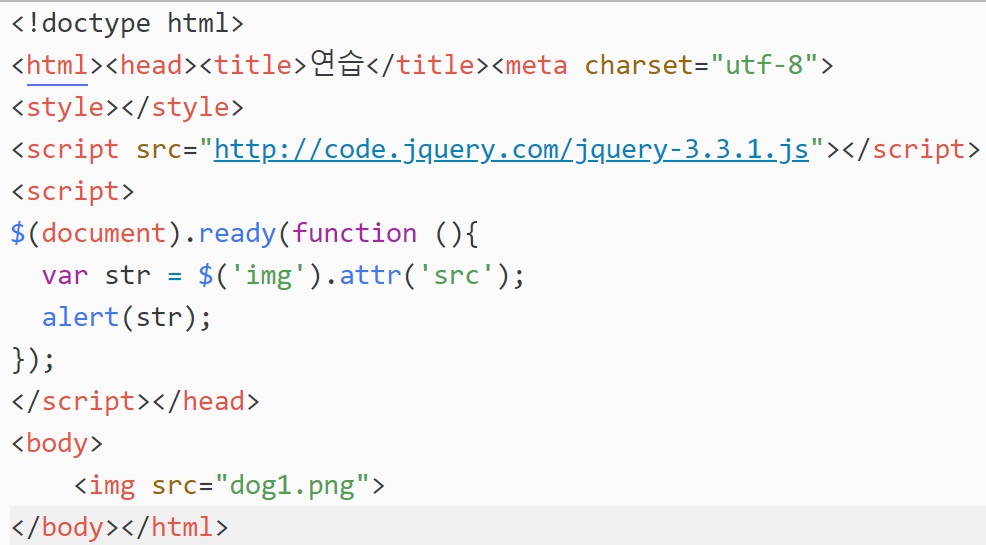 <!doctype html>
<html><head><title>연습</title><meta charset="utf-8">
<style></style>
<script src="http://code.jquery.com/jquery-3.3.1.js"></script>
<script>
$(document).ready(function (){
  var str = $('img').attr('src');
  alert(str);
});
</script></head>
<body>
    <img src="dog1.png">
</body></html>